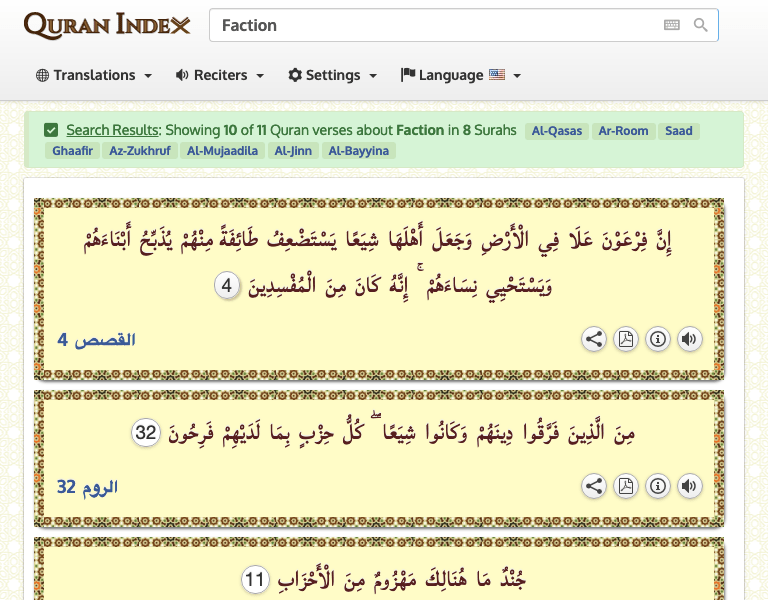 QURAN INDEX
Faction
Translations Reciters Settings Language
Search Results: Showing 10 of 11 Quran verses about Faction in 8 Surahs Al-Qasas Ar-Room Saad
Ghaafir Az-Zukhruf Al-Mujaadila Al-Jinn Al-Bayyina
إِنَّ فِرْعَوْنَ عَلَا فِي الْأَرْضِ وَجَعَلَ أَهْلَهَا شِيَعًا يَسْتَضْعِفُ طَائِفَةً مِنْهُمْ يُذَبِّحُ أَبْنَاءَهُمْ
وَيَسْتَحْيِي نِسَاءَهُمْ ۚ إِنَّهُ كَانَ مِنَ الْمُفْسِدِينَ 4
القصص 4
مِنَ الَّذِينَ فَرَّقُوا دِينَهُمْ وَكَانُوا شِيَعًا ۖ كُلُّ حِزْبٍ بِمَا لَدَيْهِمْ فَرِحُونَ 32
الروم 32
جُنْدٌ مَا هُنَالِكَ مَهْزُومٌ مِنَ الْأَحْزَابِ 11